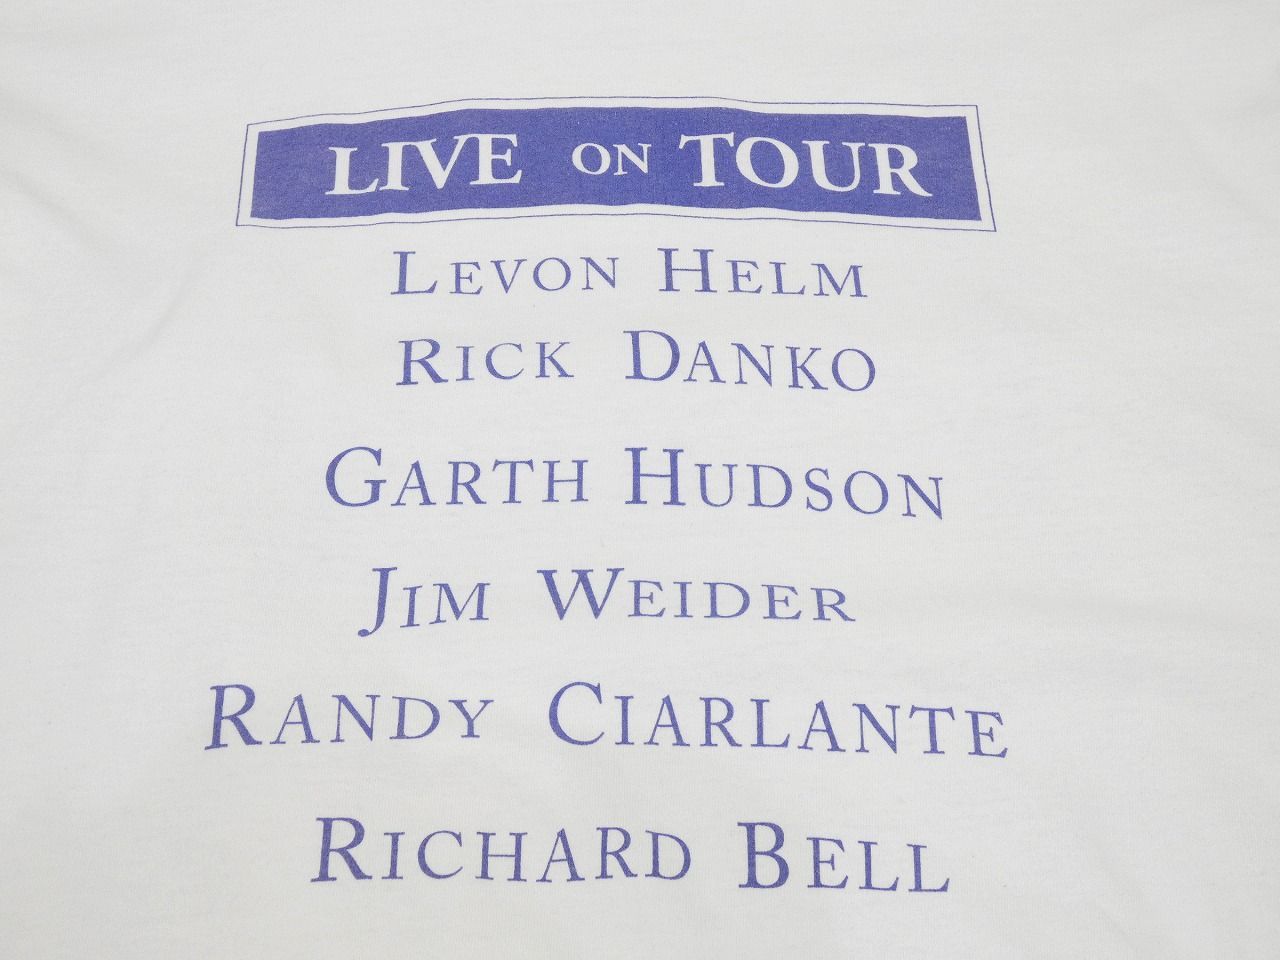 LIVE ON TOUR
LEVON HELM
RICK DANKO
GARTH HUDSON
JIM WEIDER
RANDY CIARLANTE
RICHARD BELL